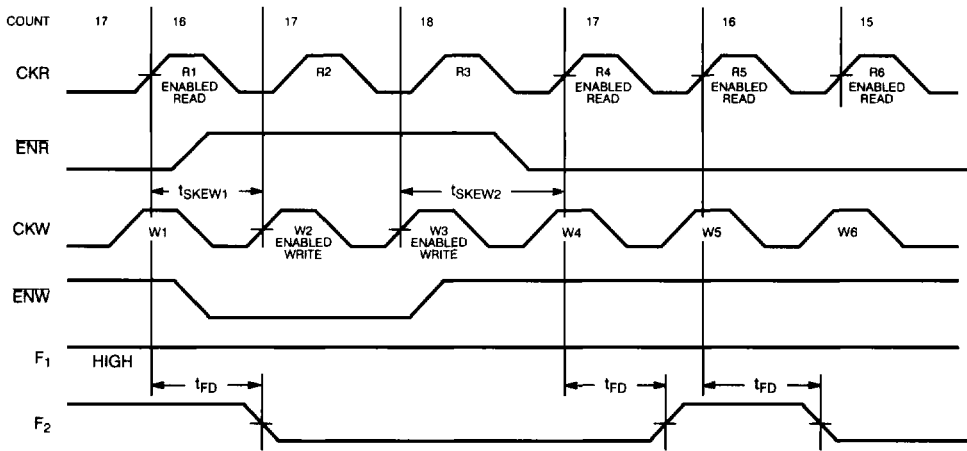 COUNT 17 16 17 18 17 16 15
CKR R1 ENABLED READ R2 R3 R4 ENABLED READ R5 ENABLED READ R6 ENABLED READ
ENR
tSKEW1 tSKEW2
CKW W1 W2 ENABLED WRITE W3 ENABLED WRITE W4 W5 W6
ENW
F1 HIGH
tFD tFD tFD
F2